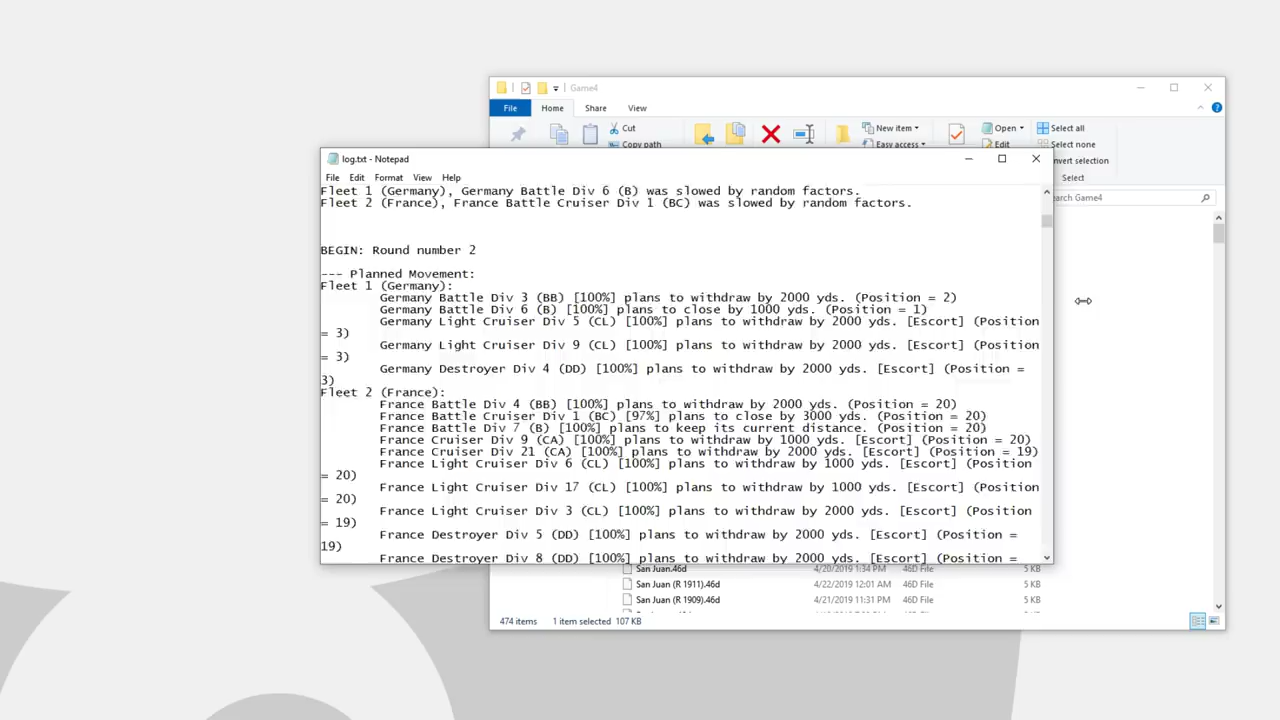 Game4
File Home Share View
Cut
New item
Open
Select all
Copy path
Easy access
Edit
Select none
log.txt - Notepad
nvert selection
File Edit Format View Help
Select
Fleet 1 (Germany), Germany Battle Div 6 (B) was slowed by random factors.
earch Game4
Fleet 2 (France), France Battle Cruiser Div 1 (BC) was slowed by random factors.
BEGIN: Round number 2
--- Planned Movement:
Fleet 1 (Germany):
Germany Battle Div 3 (BB) [100%] plans to withdraw by 2000 yds. (Position = 2)
Germany Battle Div 6 (B) [100%] plans to close by 1000 yds. (Position = 1)
Germany Light Cruiser Div 5 (CL) [100%] plans to withdraw by 2000 yds. [Escort] (Position
= 3)
Germany Light Cruiser Div 9 (CL) [100%] plans to withdraw by 2000 yds. [Escort] (Position
= 3)
Germany Destroyer Div 4 (DD) [100%] plans to withdraw by 2000 yds. [Escort] (Position =
3)
Fleet 2 (France):
France Battle Div 4 (BB) [100%] plans to withdraw by 2000 yds. (Position = 20)
France Battle Cruiser Div 1 (BC) [97%] plans to close by 3000 yds. (Position = 20)
France Battle Div 7 (B) [100%] plans to keep its current distance. (Position = 20)
France Cruiser Div 9 (CA) [100%] plans to withdraw by 1000 yds. [Escort] (Position = 20)
France Cruiser Div 21 (CA) [100%] plans to withdraw by 2000 yds. [Escort] (Position = 19)
France Light Cruiser Div 6 (CL) [100%] plans to withdraw by 1000 yds. [Escort] (Position
= 20)
France Light Cruiser Div 17 (CL) [100%] plans to withdraw by 1000 yds. [Escort] (Position
= 20)
France Light Cruiser Div 3 (CL) [100%] plans to withdraw by 2000 yds. [Escort] (Position
= 19)
France Destroyer Div 5 (DD) [100%] plans to withdraw by 2000 yds. [Escort] (Position =
19)
France Destroyer Div 8 (DD) [100%] plans to withdraw by 2000 yds. [Escort] (Position =
San Juan.46d 4/20/2019 1:34 PM 46D File 5 KB
San Juan (R 1911).46d 4/22/2019 12:01 AM 46D File 5 KB
San Juan (R 1909).46d 4/21/2019 11:31 PM 46D File 5 KB
474 items 1 item selected 107 KB